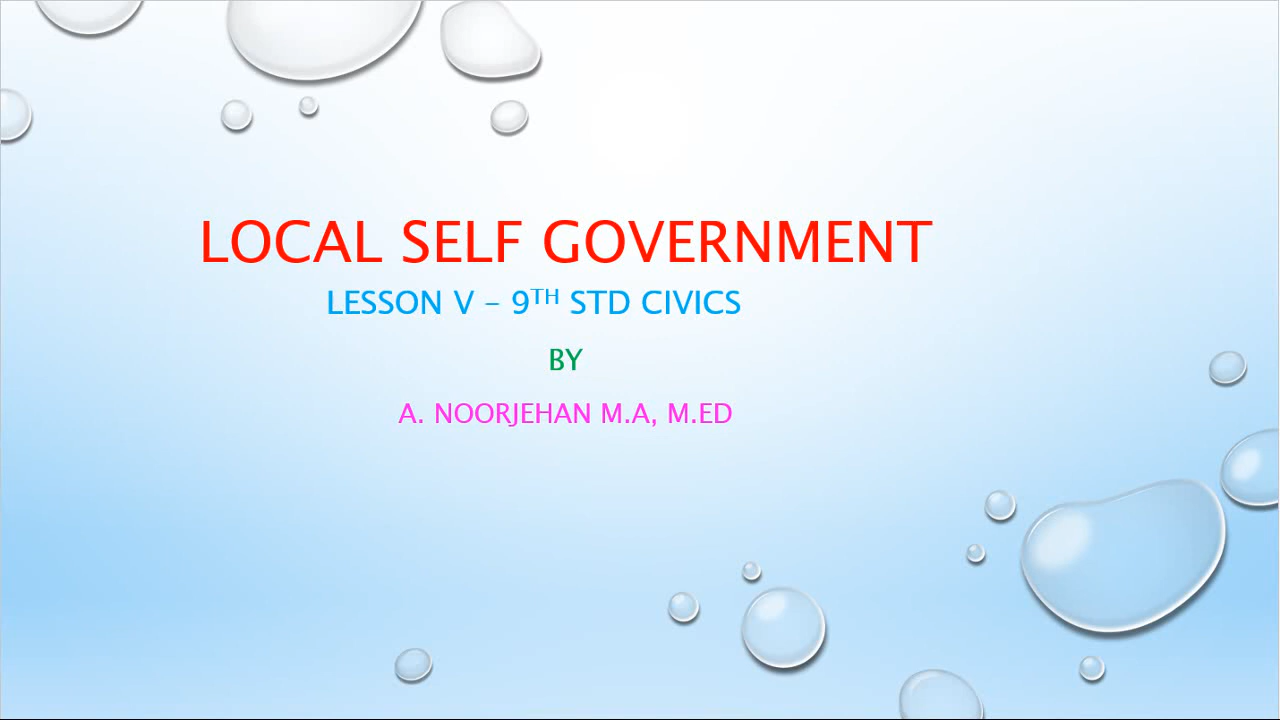 LOCAL SELF GOVERNMENT
LESSON V – 9TH STD CIVICS
BY
A. NOORJEHAN M.A, M.ED